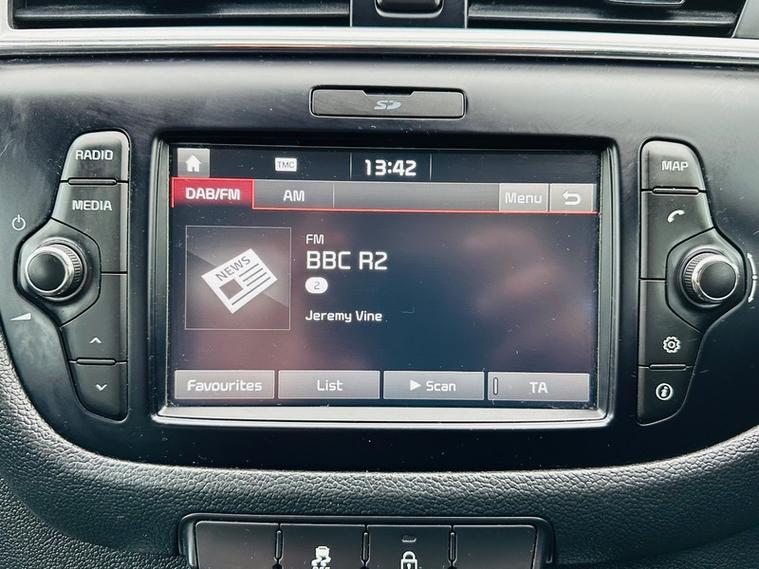 SD
RADIO
MEDIA
MAP
TMC
13:42
DAB/FM
AM
Menu
NEWS
FM
BBC R2
2
Jeremy Vine
Favourites
List
Scan
TA